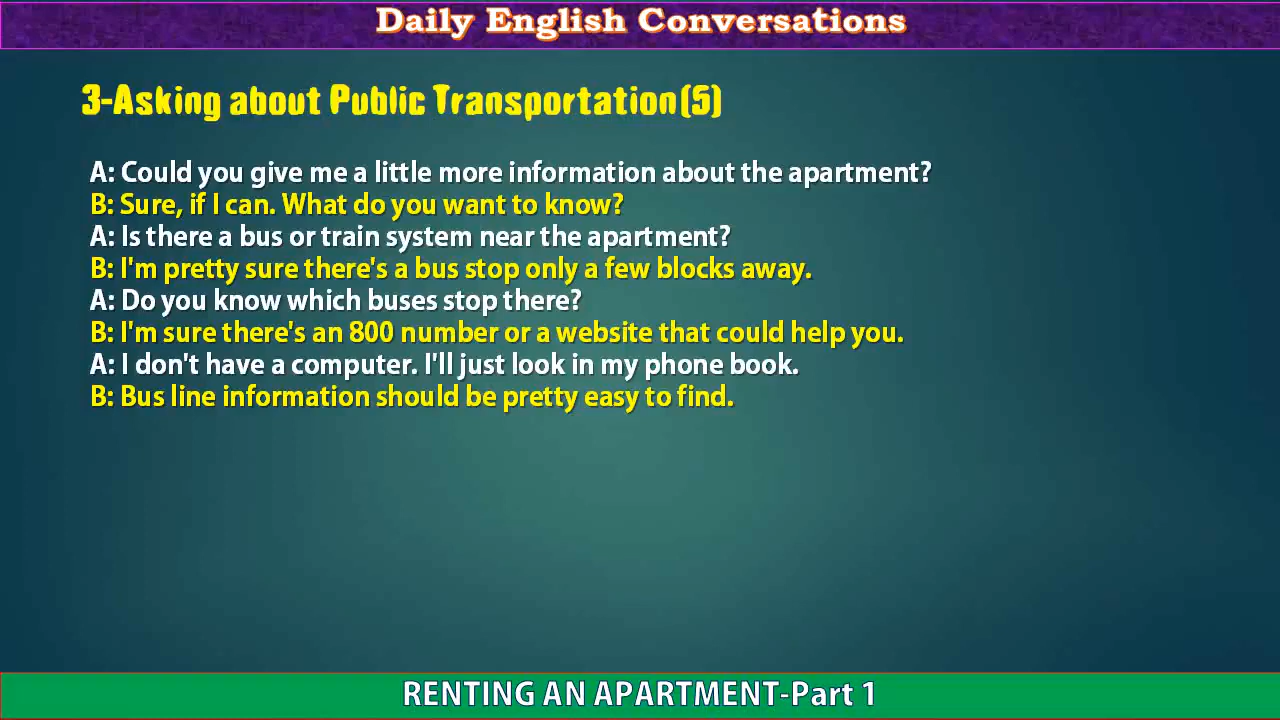 Daily English Conversations
3-Asking about Public Transportation(5)
A: Could you give me a little more information about the apartment?
B: Sure, if I can. What do you want to know?
A: Is there a bus or train system near the apartment?
B: I'm pretty sure there's a bus stop only a few blocks away.
A: Do you know which buses stop there?
B: I'm sure there's an 800 number or a website that could help you.
A: I don't have a computer. I'll just look in my phone book.
B: Bus line information should be pretty easy to find.
RENTING AN APARTMENT-Part 1